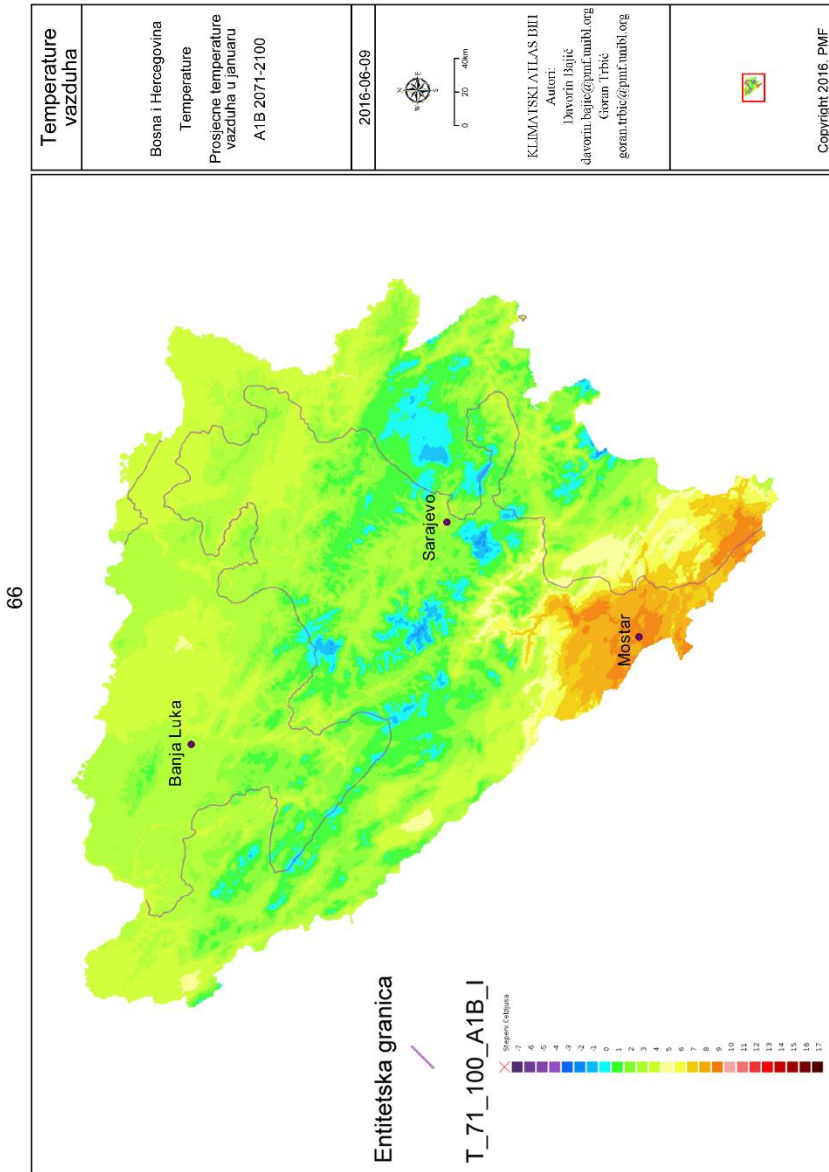 66
Temperature
vazduha
Bosna i Hercegovina
Temperature
Prosjecne temperature
vazduha u januaru
A1B 2071-2100
2016-06-09
N
E
S
W
0 20 40km
KLIMATSKI ATLAS BIH
Autori:
Davorin Bajić
davorin.bajic@pmf.unibl.org
Goran Trbić
goran.trbic@pmf.unibl.org
Copyright 2016. PMF
Banja Luka
Sarajevo
Mostar
Entitetska granica
T_71_100_A1B_I
Stepeni Celzijusa
-7
-6
-5
-4
-3
-2
-1
0
1
2
3
4
5
6
7
8
9
10
11
12
13
14
15
16
17